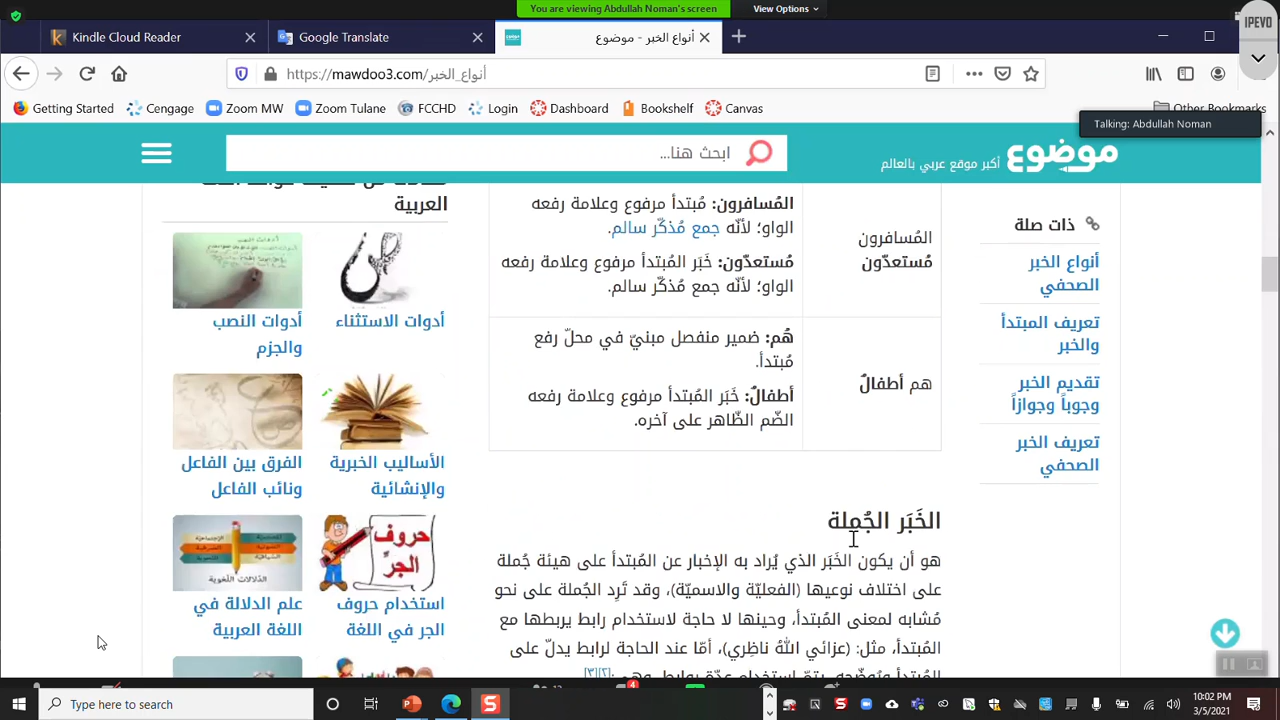 You are viewing Abdullah Noman's screen
View Options
IPEVO
Kindle Cloud Reader
Google Translate
أنواع الخبر - موضوع
https://mawdoo3.com/أنواع_الخبر
Getting Started
Cengage
Zoom MW
Zoom Tulane
FCCHD
Login
Dashboard
Bookshelf
Canvas
Other Bookmarks
Talking: Abdullah Noman
موضوع
أكبر موقع عربي بالعالم
ابحث هنا...
ذات صلة
أنواع الخبر
الصحفي
تعريف المبتدأ
والخبر
تقديم الخبر
وجوباً وجوازاً
تعريف الخبر
الصحفي
المُسافرون
مُستعدّون
المُسافرون: مُبتدأ مرفوع وعلامة رفعه
الواو؛ لأنّه جمع مُذكّر سالم.
مُستعدّون: خَبَر المُبتدأ مرفوع وعلامة رفعه
الواو؛ لأنّه جمع مُذكّر سالم.
هم أطفالٌ
هُم: ضمير منفصل مبنيّ في محلّ رفع
مُبتدأ.
أطفالٌ: خَبَر المُبتدأ مرفوع وعلامة رفعه
الضّم الظّاهر على آخره.
الخَبَر الجُملة
هو أن يكون الخَبَر الذي يُراد به الإخبار عن المُبتدأ على هيئة جُملة
على اختلاف نوعيها (الفعليّة والاسميّة)، وقد تَرِد الجُملة على نحو
مُشابه لمعنى المُبتدأ، وحينها لا حاجة لاستخدام رابط يربطها مع
المُبتدأ، مثل: (عزائي اللهُ ناظِري)، أمّا عند الحاجة لرابط يدلّ على
العربية
أدوات الاستثناء
أدوات النصب
والجزم
الأساليب الخبرية
والإنشائية
الفرق بين الفاعل
ونائب الفاعل
حروف
الجر
استخدام حروف
الجر في اللغة
الدلالات اللغوية
علم الدلالة في
اللغة العربية
Type here to search
10:02 PM
3/5/2021